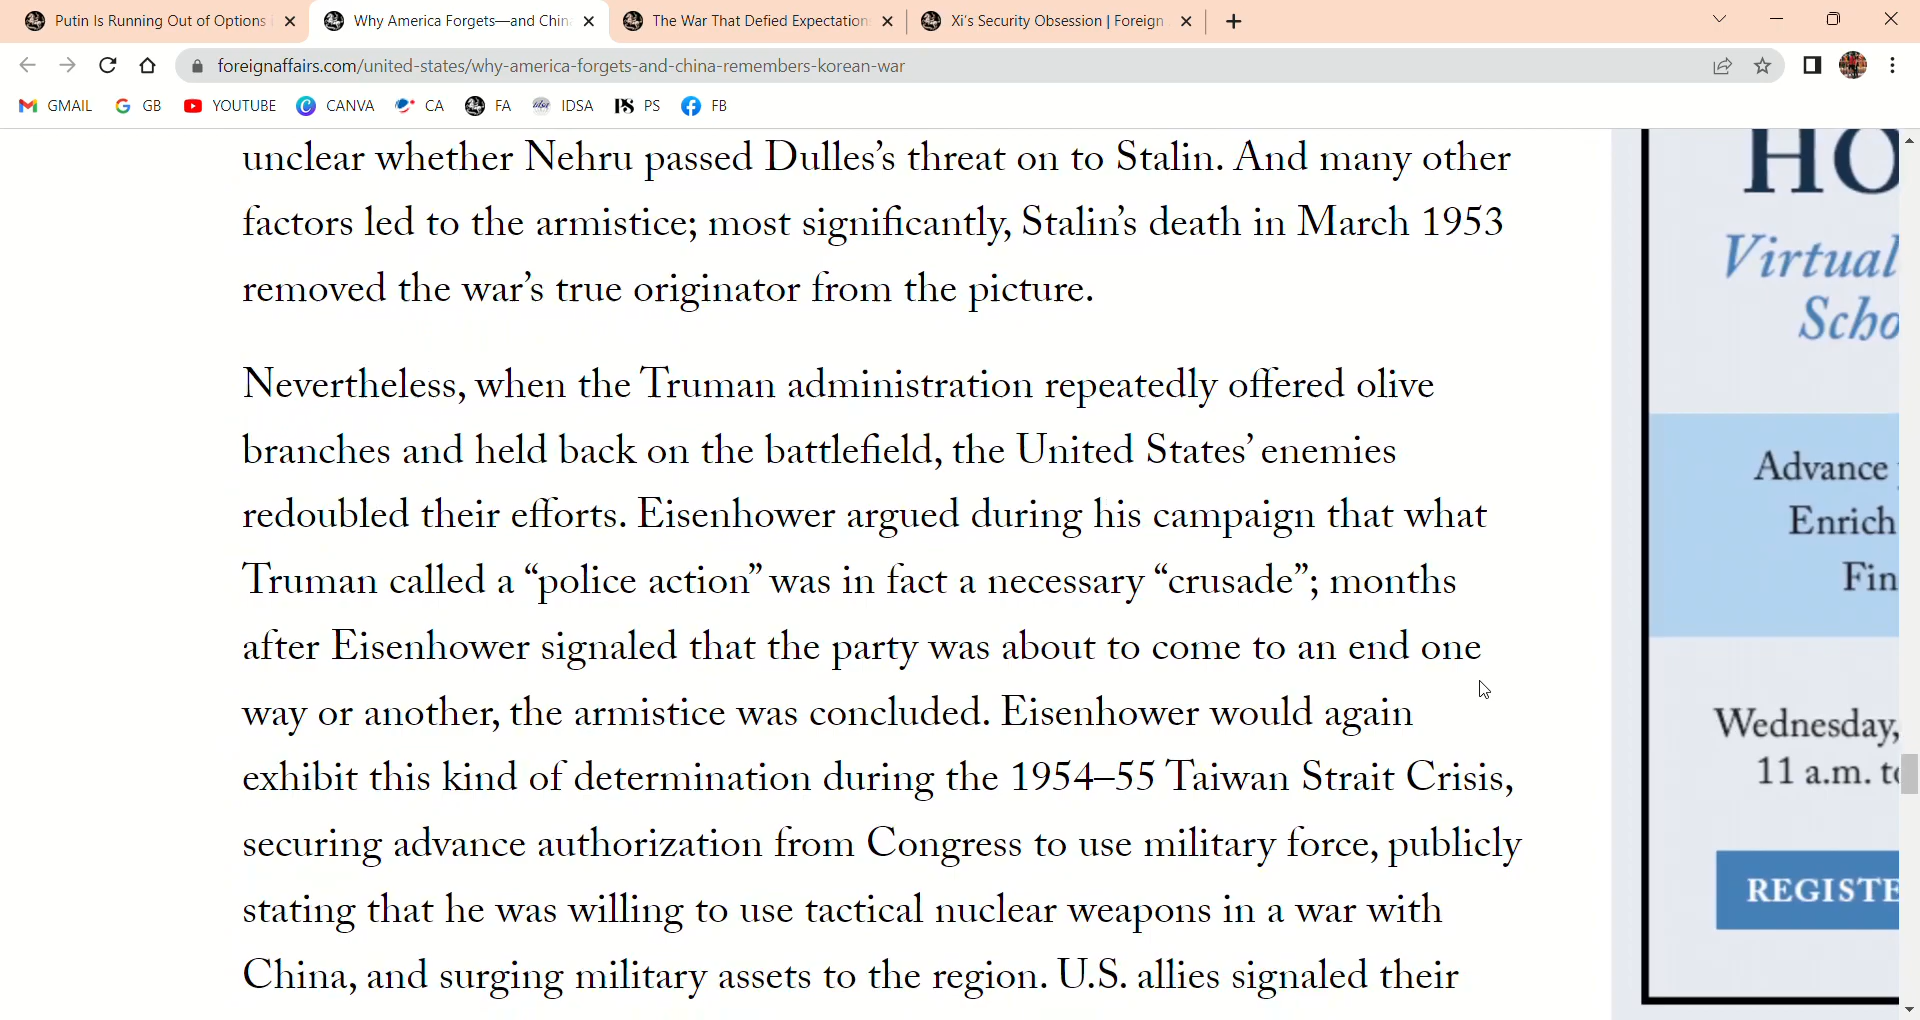 Putin Is Running Out of Options
Why America Forgets—and Chin
The War That Defied Expectation
Xi's Security Obsession | Foreign
foreignaffairs.com/united-states/why-america-forgets-and-china-remembers-korean-war
GMAIL GB YOUTUBE CANVA CA FA IDSA PS PS FB
unclear whether Nehru passed Dulles’s threat on to Stalin. And many other
factors led to the armistice; most significantly, Stalin’s death in March 1953
removed the war’s true originator from the picture.
Nevertheless, when the Truman administration repeatedly offered olive
branches and held back on the battlefield, the United States’ enemies
redoubled their efforts. Eisenhower argued during his campaign that what
Truman called a “police action” was in fact a necessary “crusade”; months
after Eisenhower signaled that the party was about to come to an end one
way or another, the armistice was concluded. Eisenhower would again
exhibit this kind of determination during the 1954–55 Taiwan Strait Crisis,
securing advance authorization from Congress to use military force, publicly
stating that he was willing to use tactical nuclear weapons in a war with
China, and surging military assets to the region. U.S. allies signaled their
HO
Virtual
Scho
Advance
Enrich
Fin
Wednesday,
11 a.m. to
REGISTE